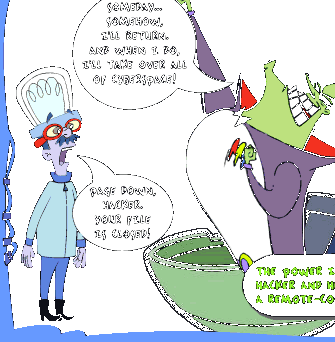 SOMEDAY...
SOMEHOW,
I'LL RETURN.
AND WHEN I DO,
I'LL TAKE OVER ALL
OF CYBERSPACE!
PAGE DOWN,
HACKER.
YOUR FILE
IS CLOSED!
THE POWER I
HACKER AND H
A REMOTE-CO